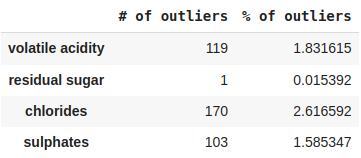 # of outliers % of outliers
volatile acidity 119 1.831615
residual sugar 1 0.015392
chlorides 170 2.616592
sulphates 103 1.585347